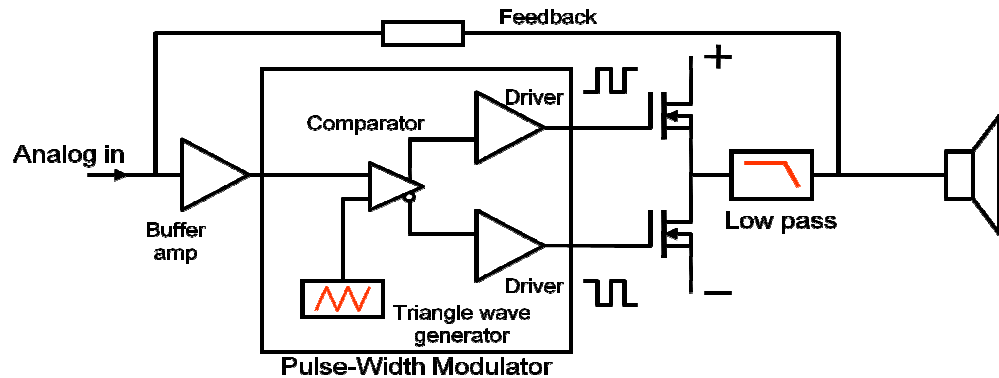 Feedback
Driver
+
Comparator
Analog in
Buffer
amp
Low pass
Driver
−
Triangle wave
generator
Pulse-Width Modulator